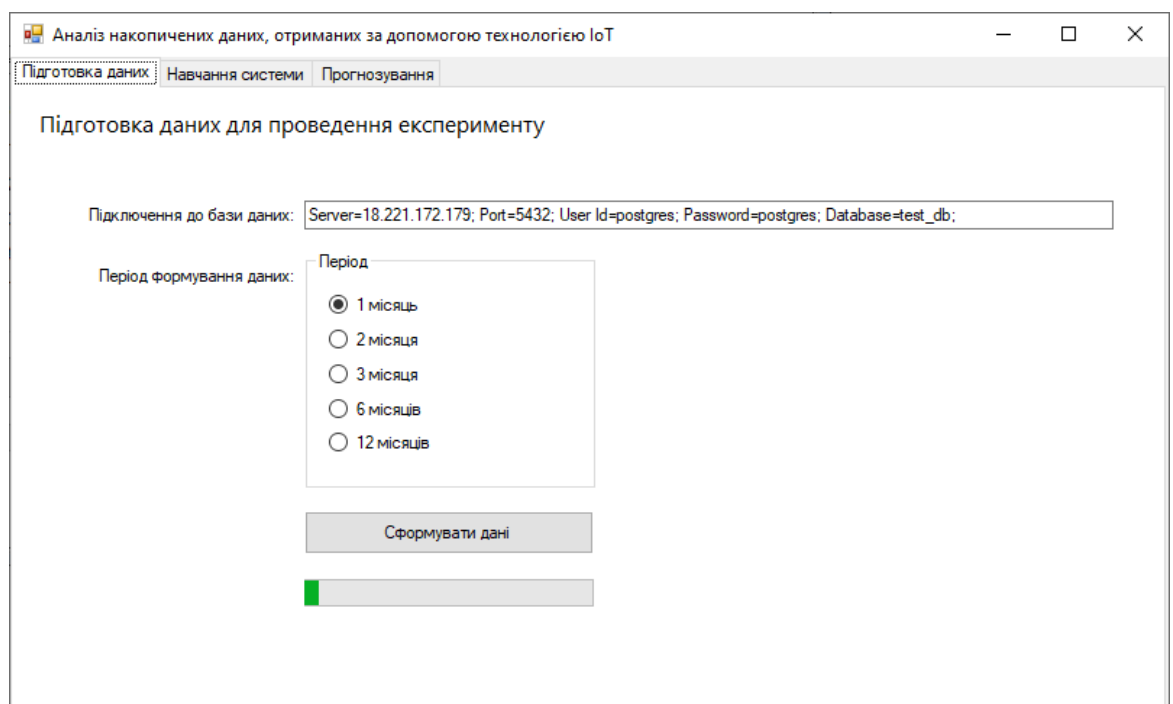 Аналіз накопичених даних, отриманих за допомогою технологією IoT
Підготовка даних Навчання системи Прогнозування
Підготовка даних для проведення експерименту
Підключення до бази даних: Server=18.221.172.179; Port=5432; User Id=postgres; Password=postgres; Database=test_db;
Період формування даних: Період
1 місяць
2 місяця
3 місяця
6 місяців
12 місяців
Сформувати дані